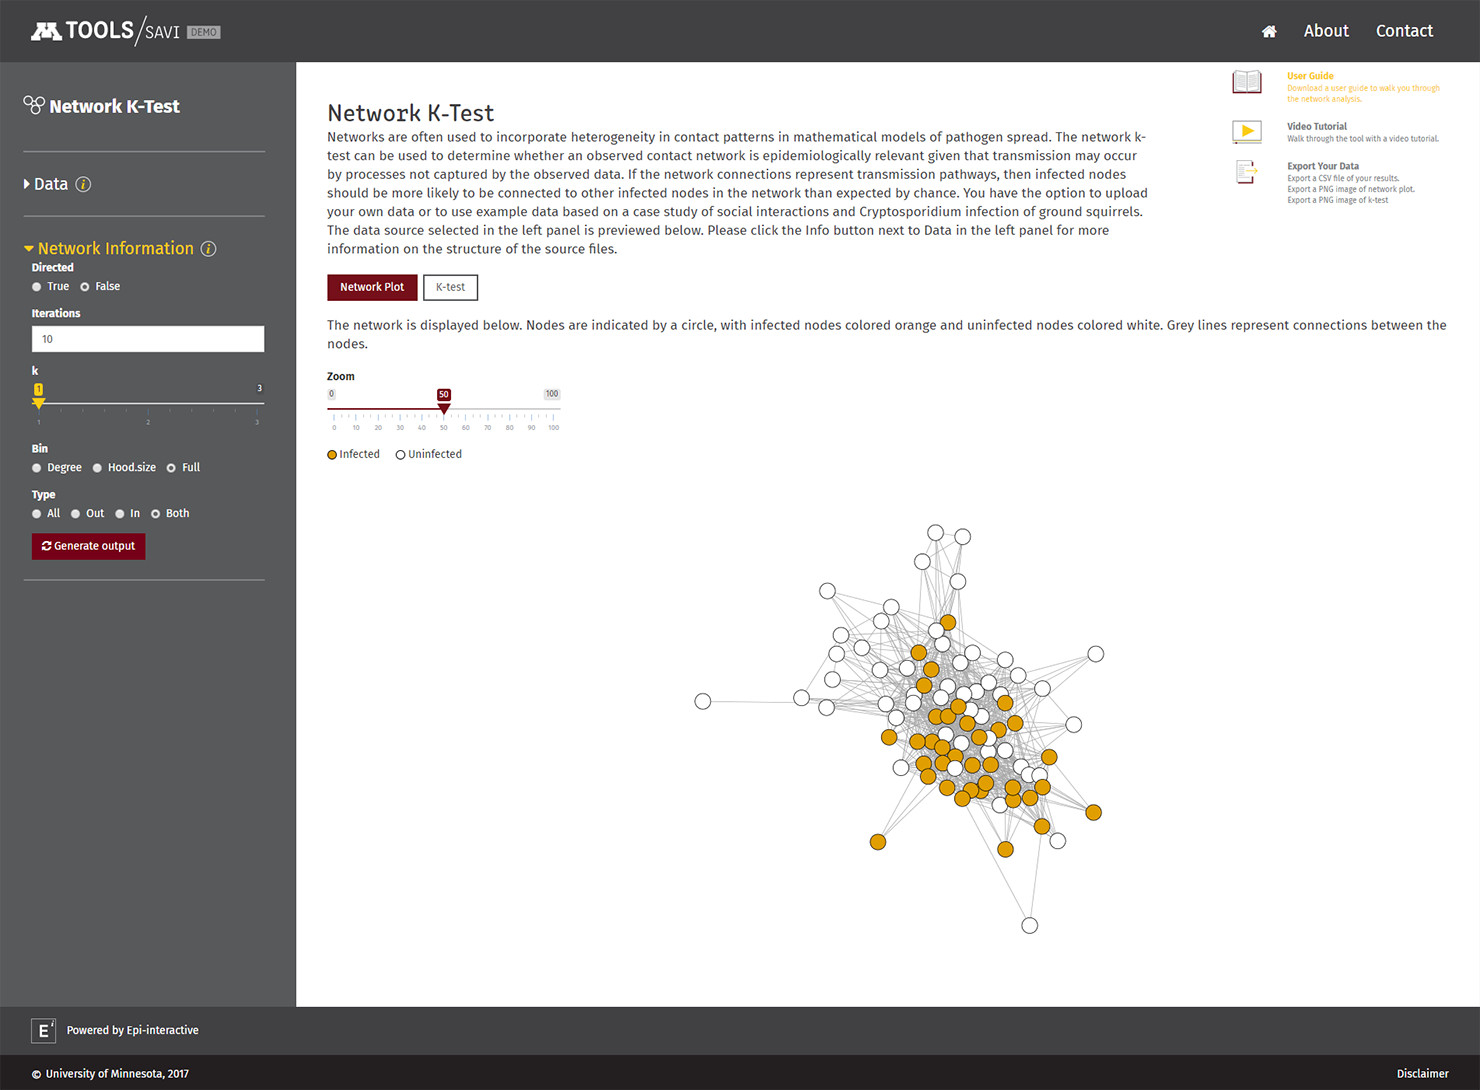 TOOLS/SAVI DEMO
About
Contact
Network K-Test
Data i
Network Information i
Directed
True False
Iterations
10
k
1 3
1 2 3
Bin
Degree Hood.size Full
Type
All Out In Both
Generate output
Network K-Test
Networks are often used to incorporate heterogeneity in contact patterns in mathematical models of pathogen spread. The network k-
test can be used to determine whether an observed contact network is epidemiologically relevant given that transmission may occur
by processes not captured by the observed data. If the network connections represent transmission pathways, then infected nodes
should be more likely to be connected to other infected nodes in the network than expected by chance. You have the option to upload
your own data or to use example data based on a case study of social interactions and Cryptosporidium infection of ground squirrels.
The data source selected in the left panel is previewed below. Please click the Info button next to Data in the left panel for more
information on the structure of the source files.
User Guide
Download a user guide to walk you through
the network analysis.
Video Tutorial
Walk through the tool with a video tutorial.
Export Your Data
Export a CSV file of your results.
Export a PNG image of network plot.
Export a PNG image of k-test
Network Plot K-test
The network is displayed below. Nodes are indicated by a circle, with infected nodes colored orange and uninfected nodes colored white. Grey lines represent connections between the
nodes.
Zoom
0 50 100
0 10 20 30 40 50 60 70 80 90 100
Infected Uninfected
Ei Powered by Epi-interactive
© University of Minnesota, 2017
Disclaimer